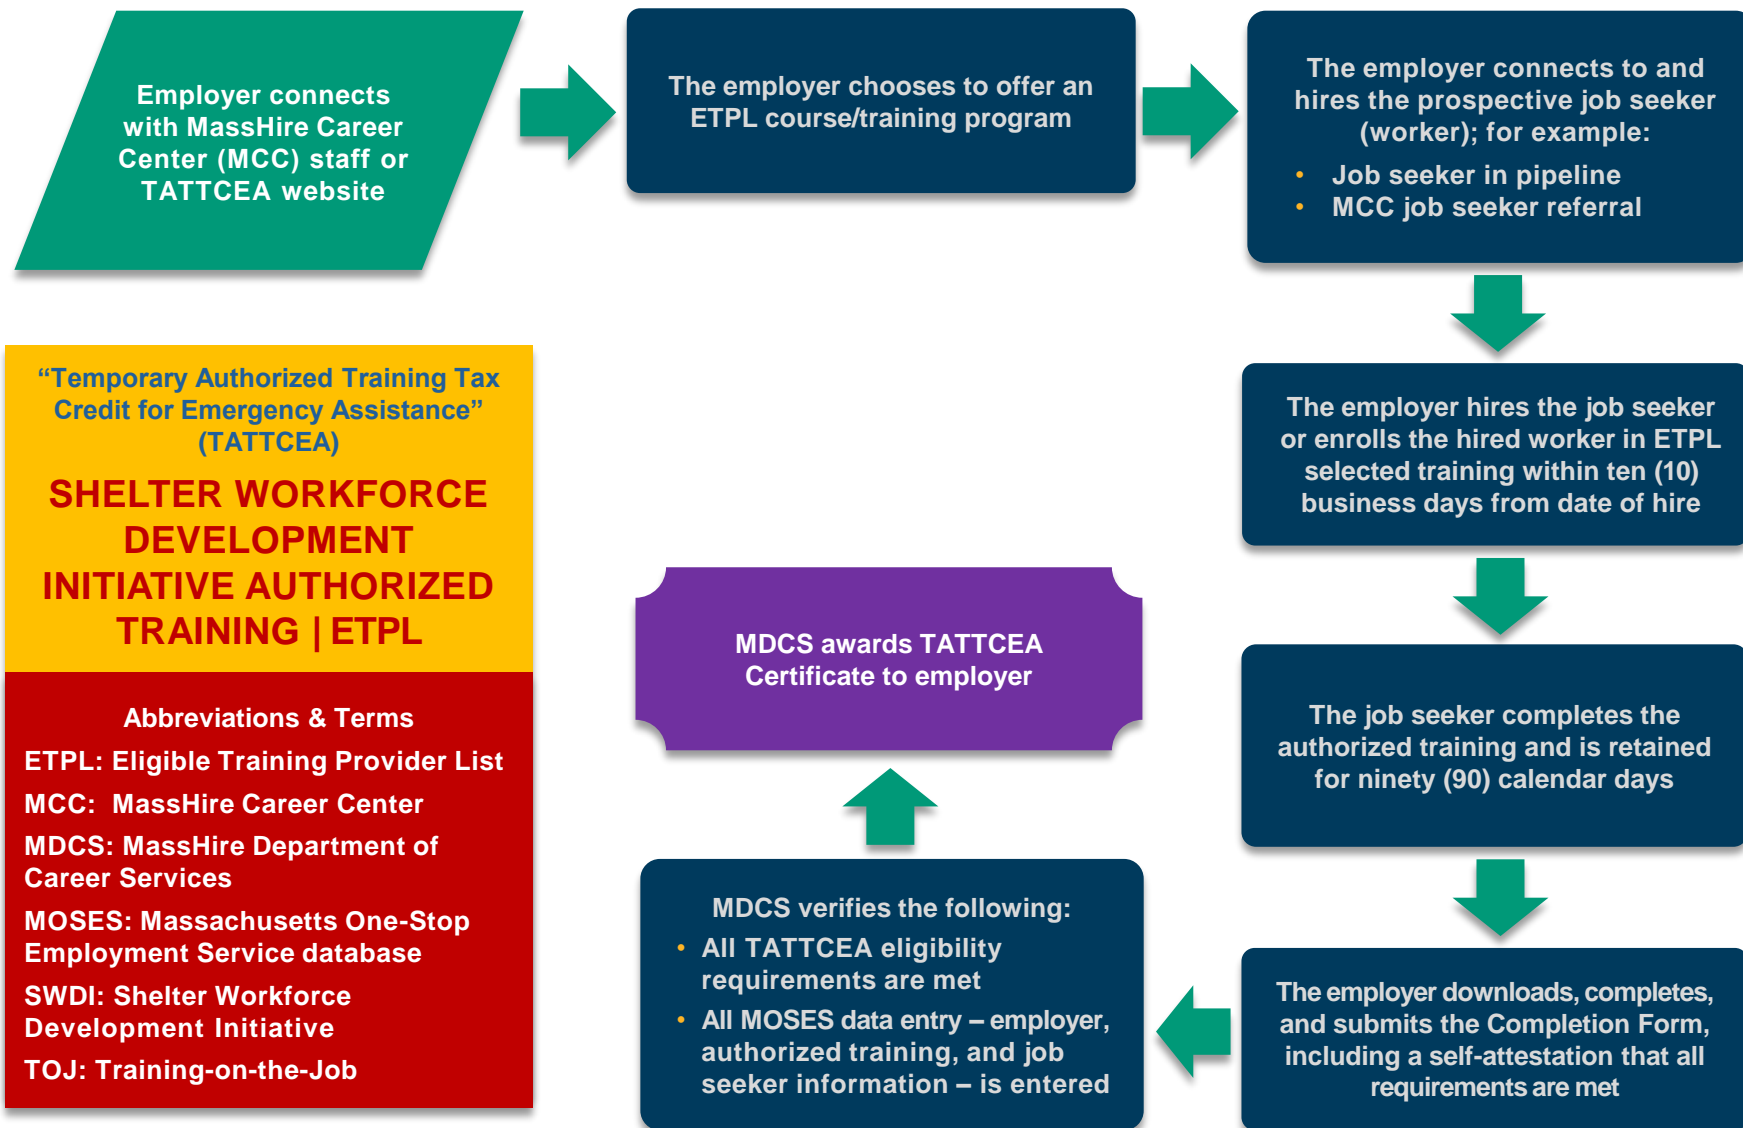 Employer connects
with MassHire Career
Center (MCC) staff or
TATTCEA website
The employer chooses to offer an
ETPL course/training program
The employer connects to and
hires the prospective job seeker
(worker); for example:
• Job seeker in pipeline
• MCC job seeker referral
The employer hires the job seeker
or enrolls the hired worker in ETPL
selected training within ten (10)
business days from date of hire
The job seeker completes the
authorized training and is retained
for ninety (90) calendar days
The employer downloads, completes,
and submits the Completion Form,
including a self-attestation that all
requirements are met
MDCS verifies the following:
• All TATTCEA eligibility
requirements are met
• All MOSES data entry – employer,
authorized training, and job
seeker information – is entered
MDCS awards TATTCEA
Certificate to employer
“Temporary Authorized Training Tax
Credit for Emergency Assistance”
(TATTCEA)
SHELTER WORKFORCE
DEVELOPMENT
INITIATIVE AUTHORIZED
TRAINING | ETPL
Abbreviations & Terms
ETPL: Eligible Training Provider List
MCC: MassHire Career Center
MDCS: MassHire Department of
Career Services
MOSES: Massachusetts One-Stop
Employment Service database
SWDI: Shelter Workforce
Development Initiative
TOJ: Training-on-the-Job